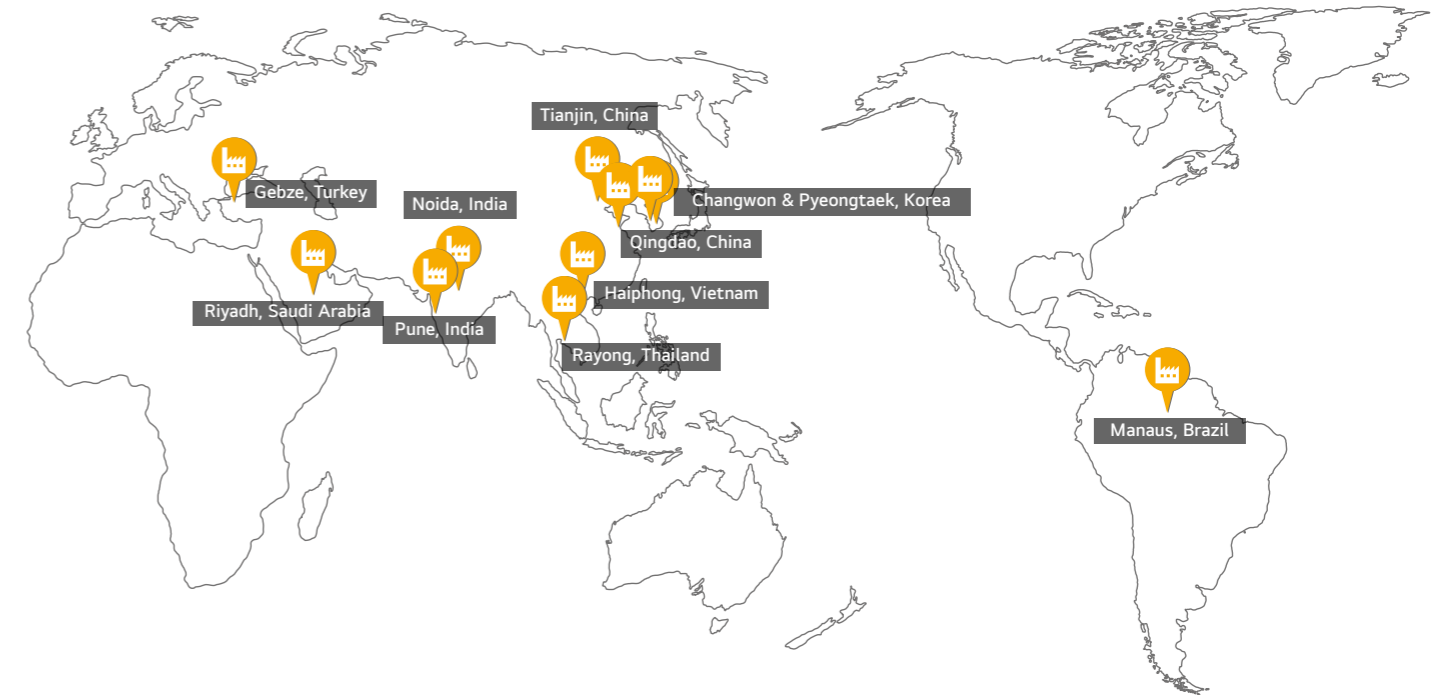 Tianjin, China
Gebze, Turkey
Noida, India
Changwon & Pyeongtaek, Korea
Qingdao, China
Haiphong, Vietnam
Riyadh, Saudi Arabia
Pune, India
Rayong, Thailand
Manaus, Brazil